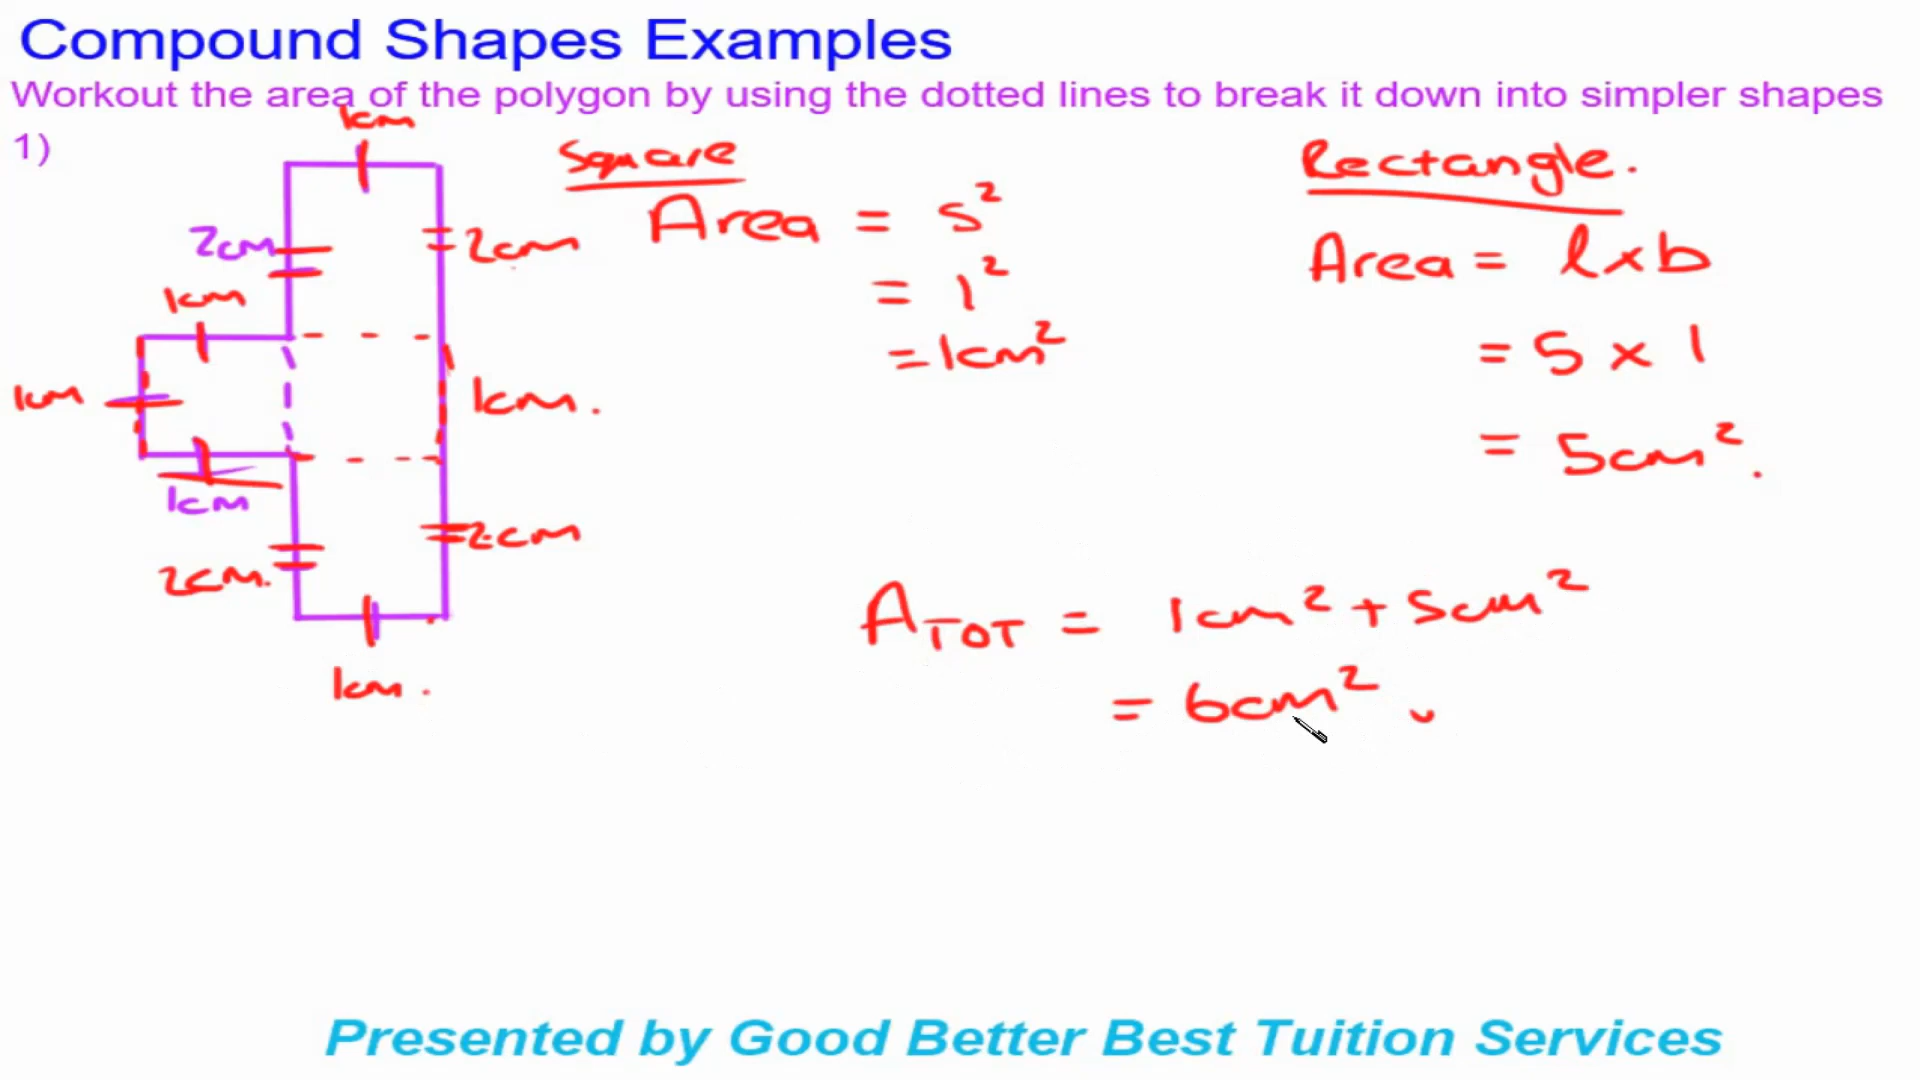 Compound Shapes Examples
Workout the area of the polygon by using the dotted lines to break it down into simpler shapes
1)
1cm
2cm
2cm
1cm
1cm
1cm.
1cm
2cm
2cm.
1cm.
Square
Area = s²
= 1²
= 1cm²
Rectangle.
Area = l x b
= 5 x 1
= 5cm².
A TOT = 1cm² + 5cm²
= 6cm².
Presented by Good Better Best Tuition Services